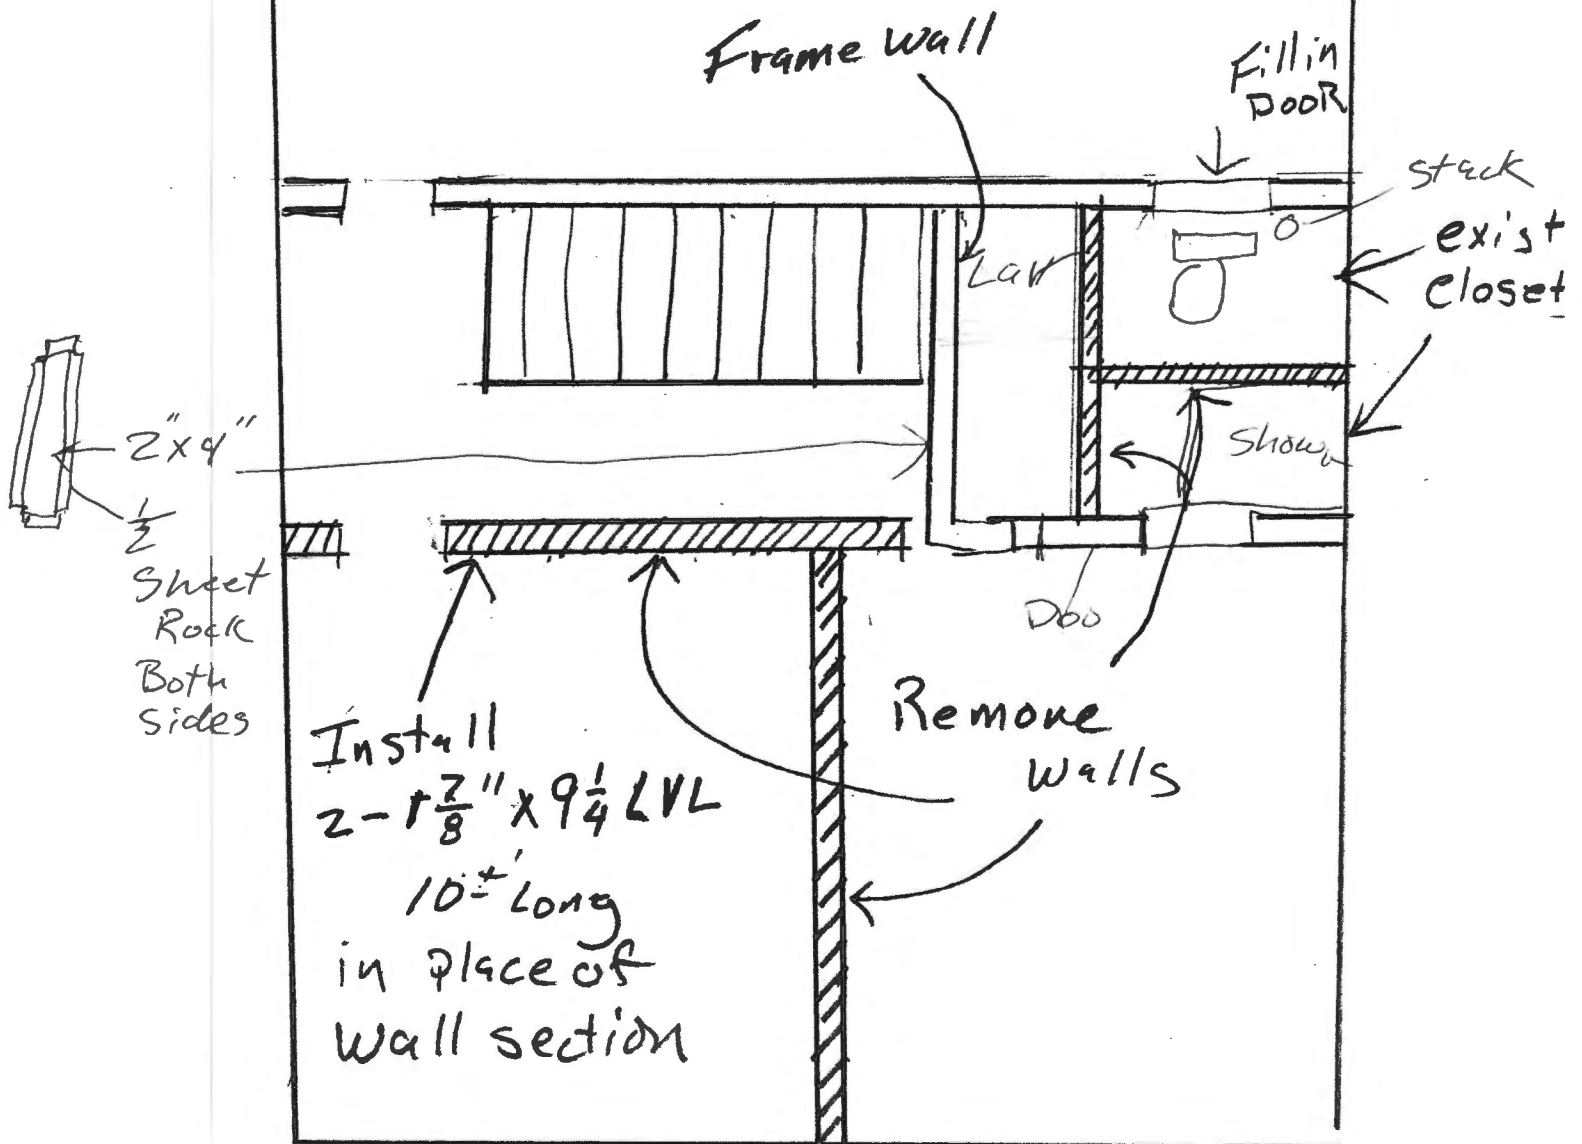 Frame Wall
Fill in
DOOR
Stack
exist
Closet
Lav
2" x 4"
1/2
Sheet
Rock
Both
Sides
Show
Doo
Install
2 - 1 7/8" x 9 1/4 LVL
10' ± Long
in place of
Wall section
Remove
Walls